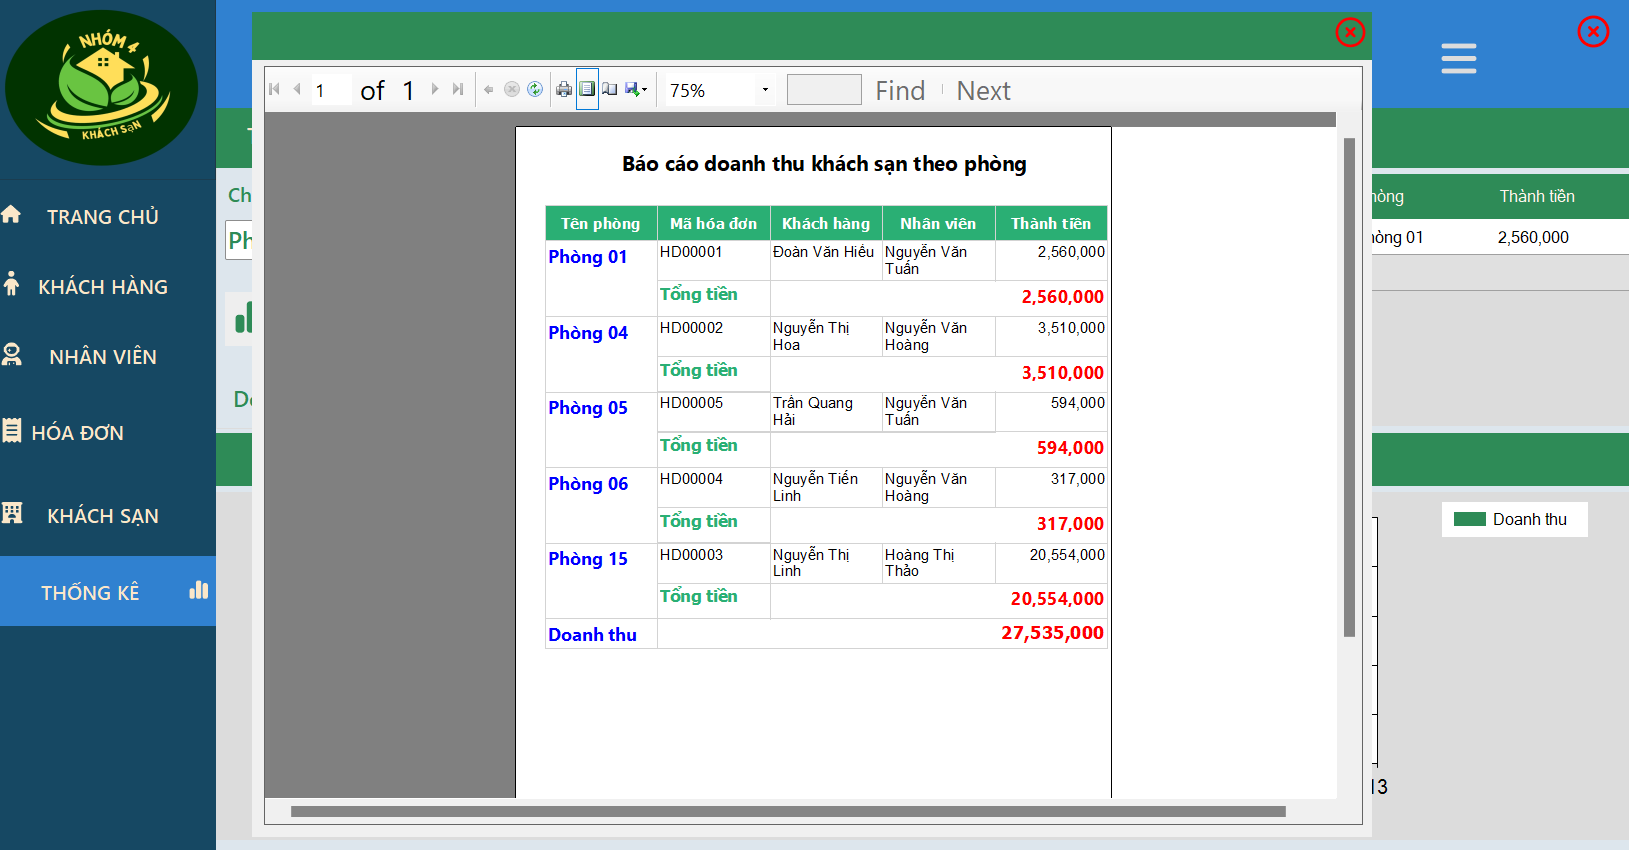 NHÓM 4
KHÁCH SẠN
TRANG CHỦ
KHÁCH HÀNG
NHÂN VIÊN
HÓA ĐƠN
KHÁCH SẠN
THỐNG KÊ
1 of 1
75%
Find
Next
Báo cáo doanh thu khách sạn theo phòng
Tên phòng Mã hóa đơn Khách hàng Nhân viên Thành tiền
Phòng 01 HD00001 Đoàn Văn Hiếu Nguyễn Văn Tuấn 2,560,000
Tổng tiền 2,560,000
Phòng 04 HD00002 Nguyễn Thị Hoa Nguyễn Văn Hoàng 3,510,000
Tổng tiền 3,510,000
Phòng 05 HD00005 Trần Quang Hải Nguyễn Văn Tuấn 594,000
Tổng tiền 594,000
Phòng 06 HD00004 Nguyễn Tiến Linh Nguyễn Văn Hoàng 317,000
Tổng tiền 317,000
Phòng 15 HD00003 Nguyễn Thị Linh Hoàng Thị Thảo 20,554,000
Tổng tiền 20,554,000
Doanh thu 27,535,000
Thành tiền
01 2,560,000
Doanh thu
13